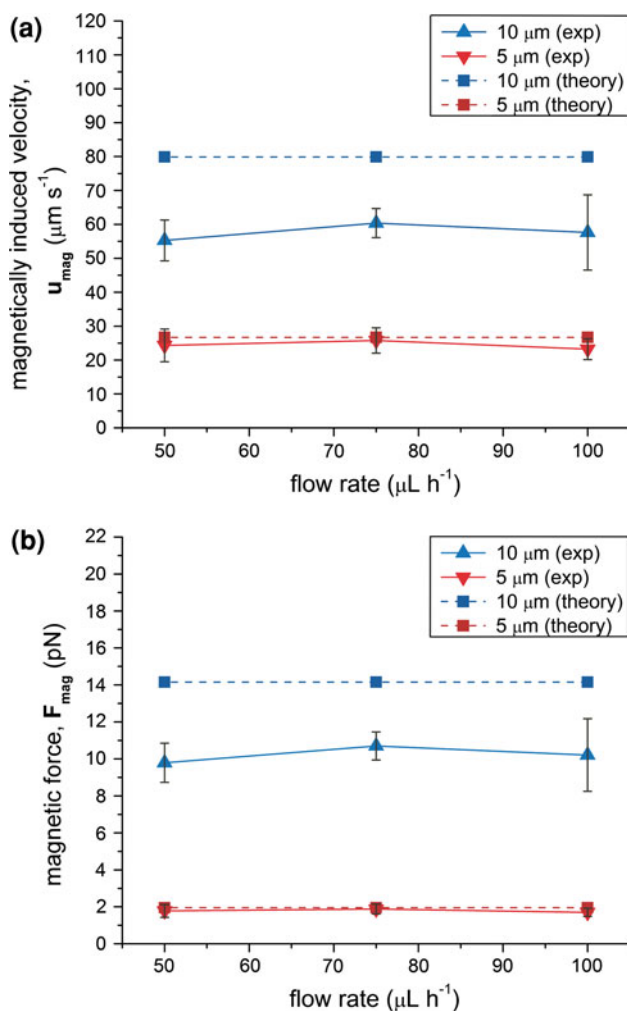 (a)
10 μm (exp)
5 μm (exp)
10 μm (theory)
5 μm (theory)
magnetically induced velocity,
u_mag (μm s⁻¹)
120
110
100
90
80
70
60
50
40
30
20
10
0
50
60
70
80
90
100
flow rate (μL h⁻¹)
(b)
10 μm (exp)
5 μm (exp)
10 μm (theory)
5 μm (theory)
magnetic force, F_mag (pN)
22
20
18
16
14
12
10
8
6
4
2
0
50
60
70
80
90
100
flow rate (μL h⁻¹)